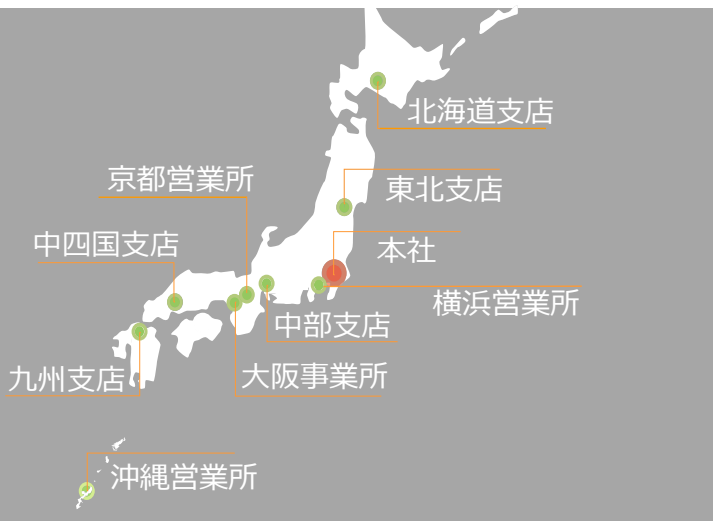 北海道支店
京都営業所
東北支店
中四国支店
本社
横浜営業所
中部支店
九州支店
大阪事業所
沖縄営業所